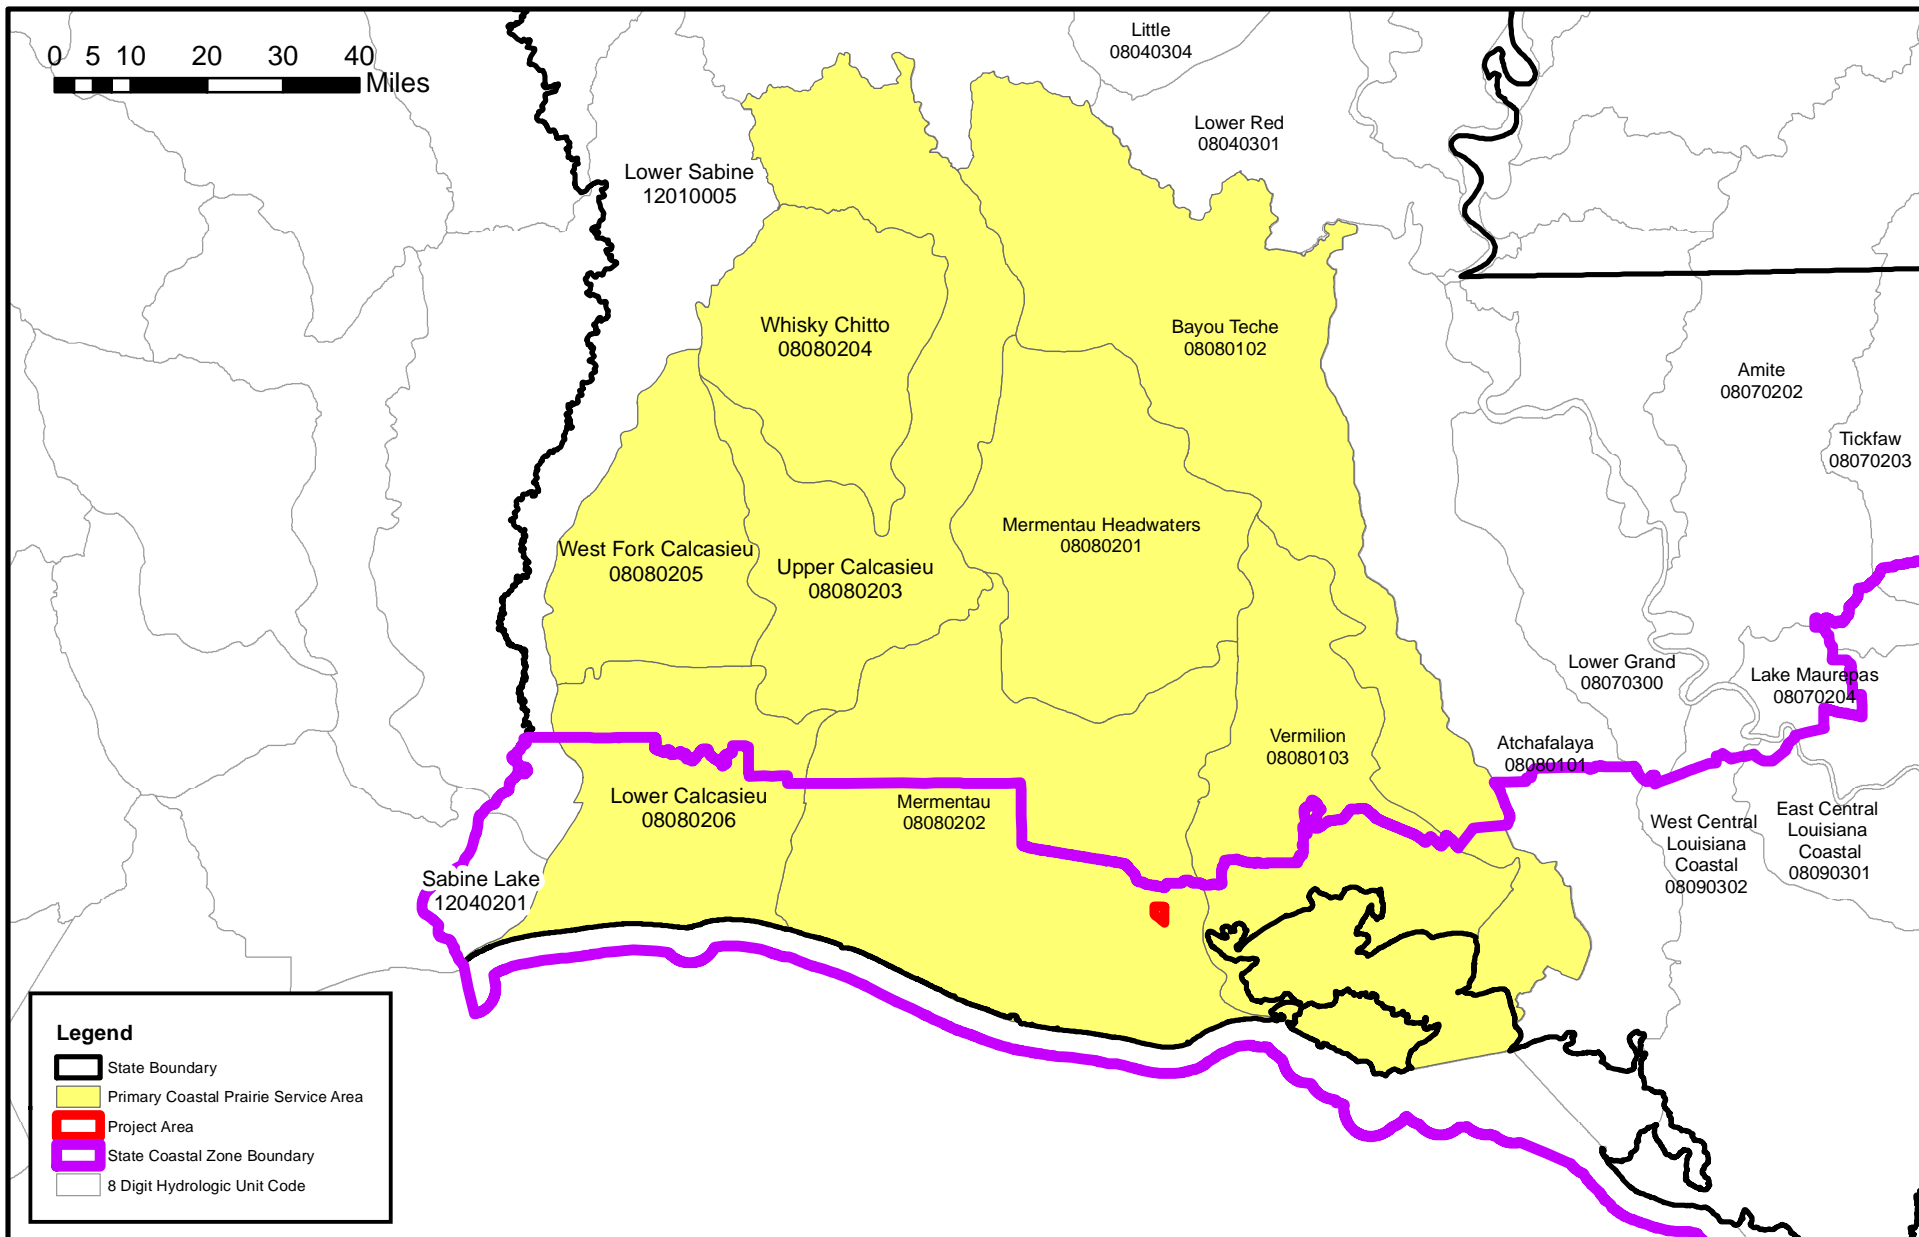 0 5 10 20 30 40
Miles
Little
08040304
Lower Red
08040301
Lower Sabine
12010005
Whisky Chitto
08080204
Bayou Teche
08080102
Amite
08070202
Tickfaw
08070203
Mermentau Headwaters
08080201
West Fork Calcasieu
08080205
Upper Calcasieu
08080203
Lower Grand
08070300
Lake Maurepas
08070204
Vermilion
08080103
Atchafalaya
08080101
Lower Calcasieu
08080206
Mermentau
08080202
West Central
Louisiana
Coastal
08090302
East Central
Louisiana
Coastal
08090301
Sabine Lake
12040201
Legend
State Boundary
Primary Coastal Prairie Service Area
Project Area
State Coastal Zone Boundary
8 Digit Hydrologic Unit Code